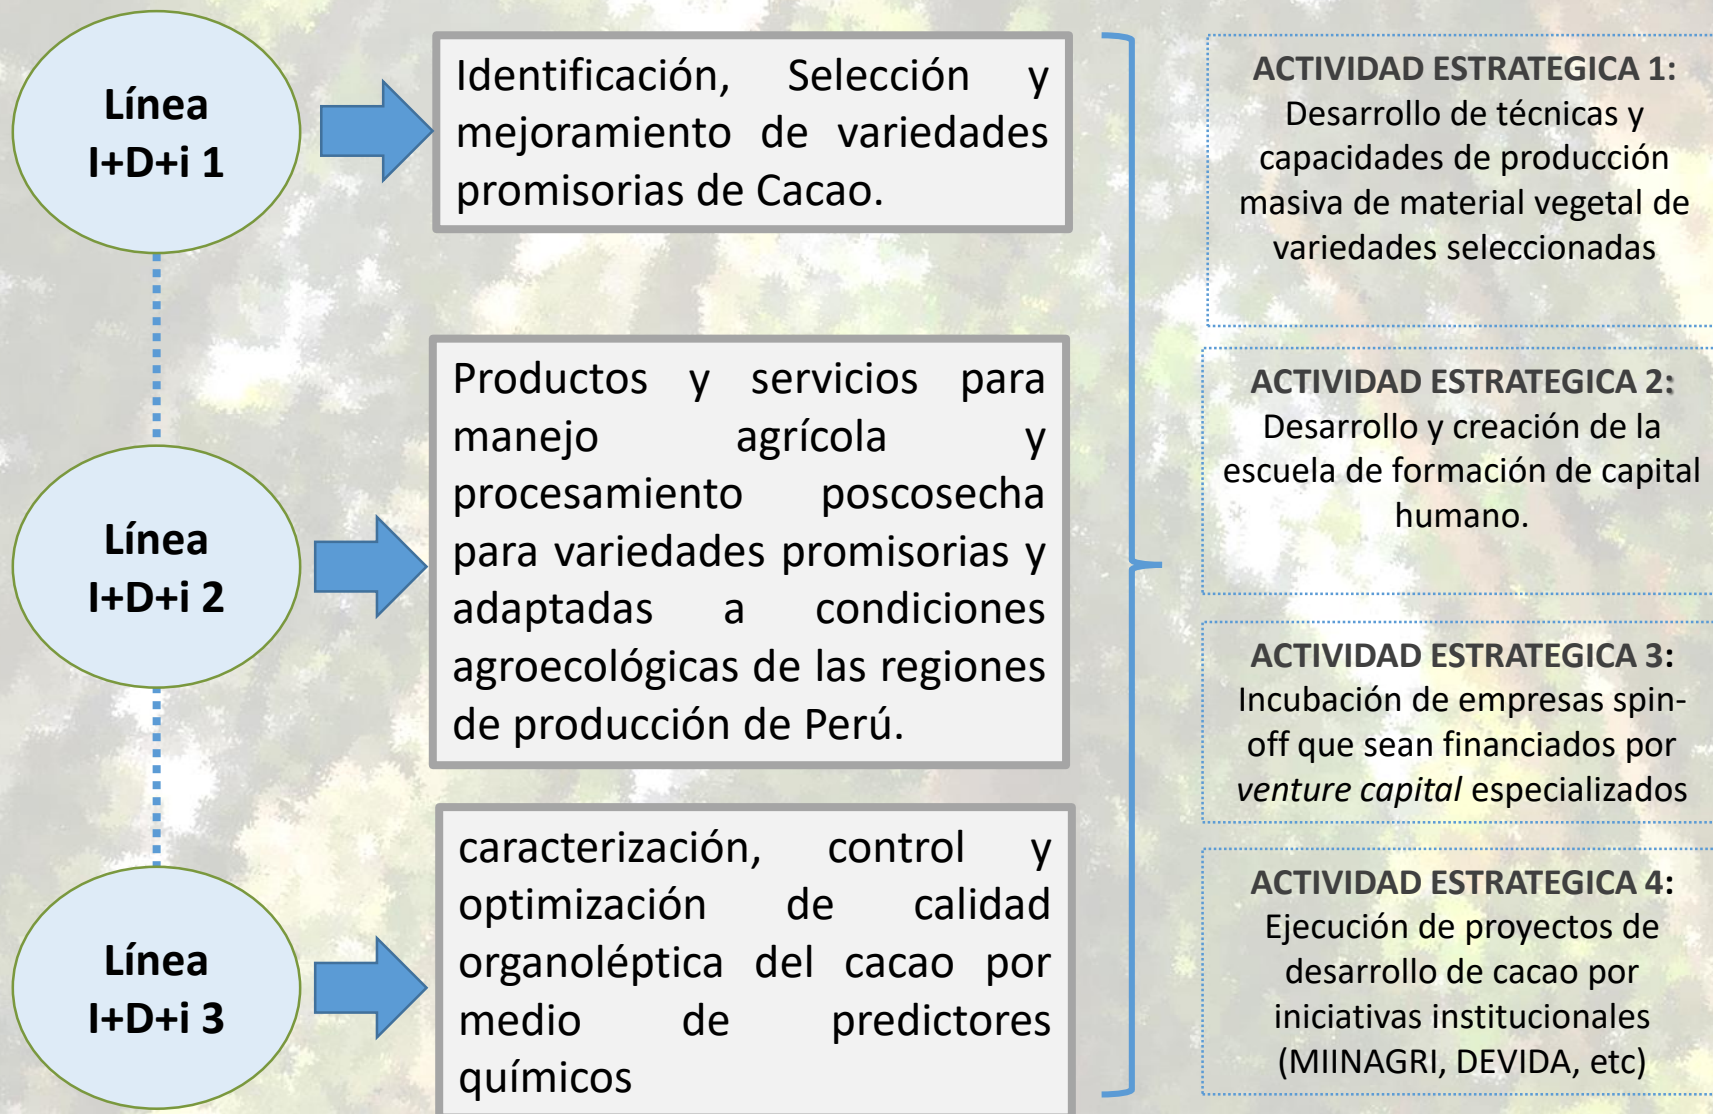 Línea
I+D+i 1
Identificación, Selección y
mejoramiento de variedades
promisorias de Cacao.
Línea
I+D+i 2
Productos y servicios para
manejo agrícola y
procesamiento poscosecha
para variedades promisorias y
adaptadas a condiciones
agroecológicas de las regiones
de producción de Perú.
Línea
I+D+i 3
caracterización, control y
optimización de calidad
organoléptica del cacao por
medio de predictores
químicos
ACTIVIDAD ESTRATEGICA 1:
Desarrollo de técnicas y
capacidades de producción
masiva de material vegetal de
variedades seleccionadas
ACTIVIDAD ESTRATEGICA 2:
Desarrollo y creación de la
escuela de formación de capital
humano.
ACTIVIDAD ESTRATEGICA 3:
Incubación de empresas spin-
off que sean financiados por
venture capital especializados
ACTIVIDAD ESTRATEGICA 4:
Ejecución de proyectos de
desarrollo de cacao por
iniciativas institucionales
(MIINAGRI, DEVIDA, etc)